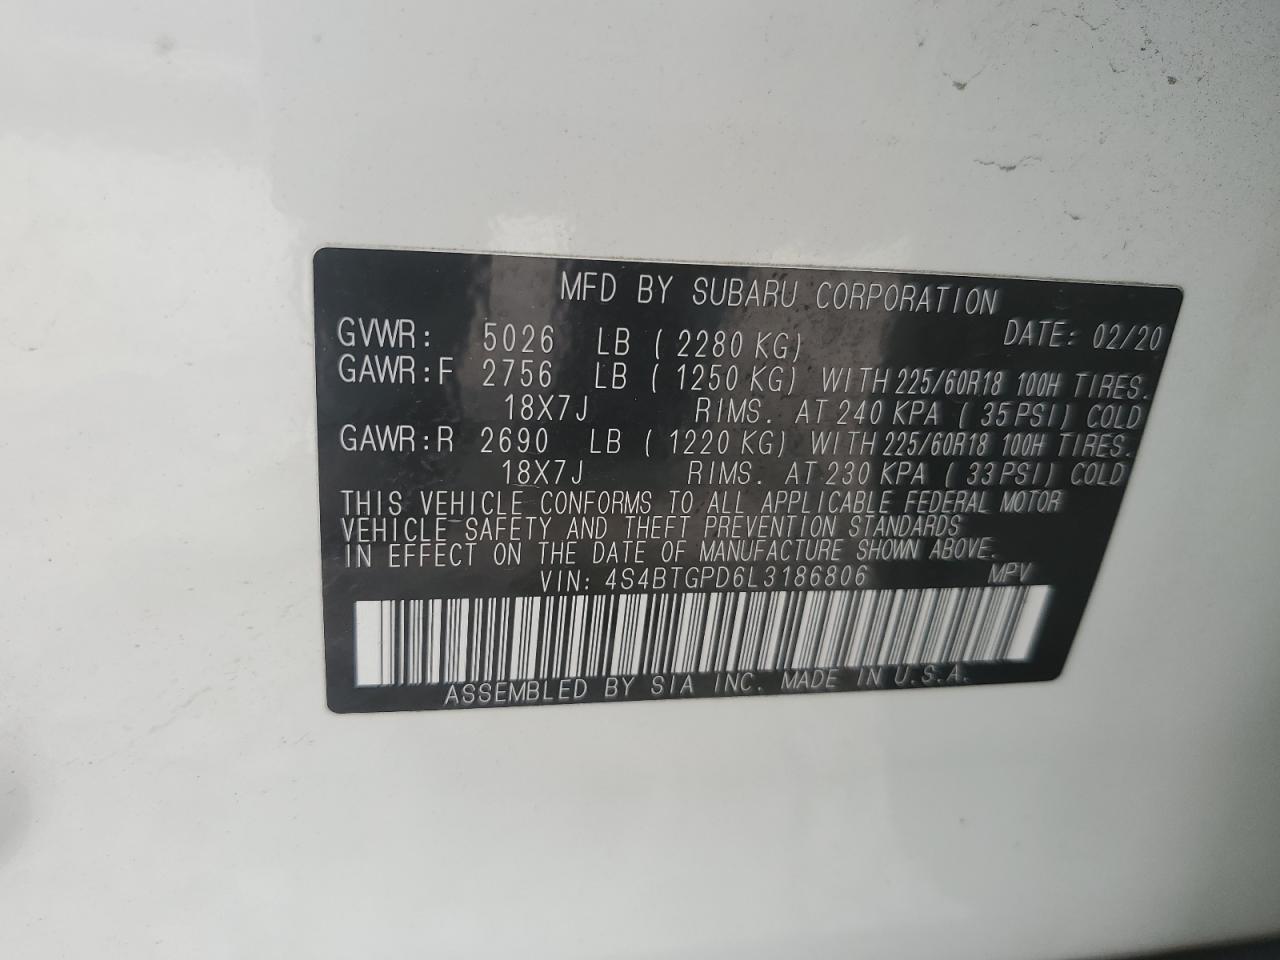 MFD BY SUBARU CORPORATION
GVWR: 5026 LB (2280 KG) DATE: 02/20
GAWR:F 2756 LB (1250 KG) WITH 225/60R18 100H TIRES.
18X7J RIMS. AT 240 KPA (35 PSI) COLD
GAWR:R 2690 LB (1220 KG) WITH 225/60R18 100H TIRES.
18X7J RIMS. AT 230 KPA (33 PSI) COLD
THIS VEHICLE CONFORMS TO ALL APPLICABLE FEDERAL MOTOR
VEHICLE SAFETY AND THEFT PREVENTION STANDARDS
IN EFFECT ON THE DATE OF MANUFACTURE SHOWN ABOVE.
VIN: 4S4BTGPD6L3186806 MPV
ASSEMBLED BY SIA INC. MADE IN U.S.A.